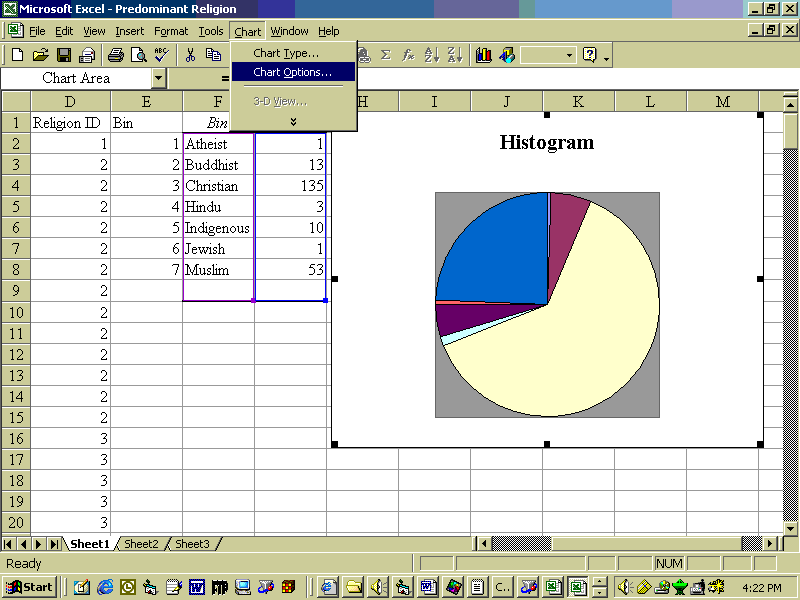 Microsoft Excel - Predominant Religion
File Edit View Insert Format Tools Chart Window Help
Chart Type...
Chart Options...
3-D View...
Chart Area =
D E F H I J K L M
1 Religion ID Bin Bin
2 1 1 Atheist 1
3 2 2 Buddhist 13
4 2 3 Christian 135
5 2 4 Hindu 3
6 2 5 Indigenous 10
7 2 6 Jewish 1
8 2 7 Muslim 53
9 2
10 2
11 2
12 2
13 2
14 2
15 2
16 3
17 3
18 3
19 3
20 3
Histogram
Sheet1 Sheet2 Sheet3
Ready NUM
Start C... 4:22 PM